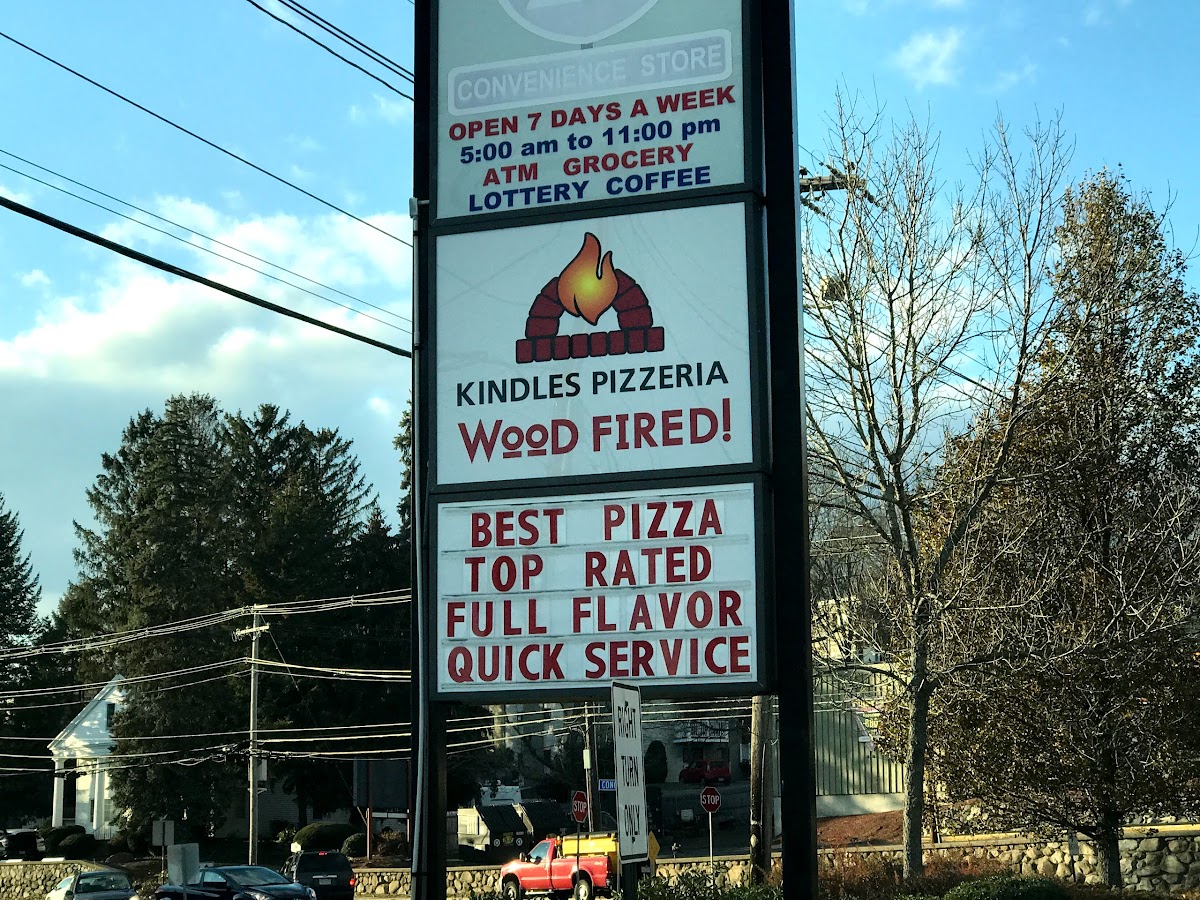 CONVENIENCE STORE
OPEN 7 DAYS A WEEK
5:00 am to 11:00 pm
ATM GROCERY
LOTTERY COFFEE
KINDLES PIZZERIA
WOOD FIRED!
BEST PIZZA
TOP RATED
FULL FLAVOR
QUICK SERVICE
RIGHT
TURN
ONLY
STOP
STOP